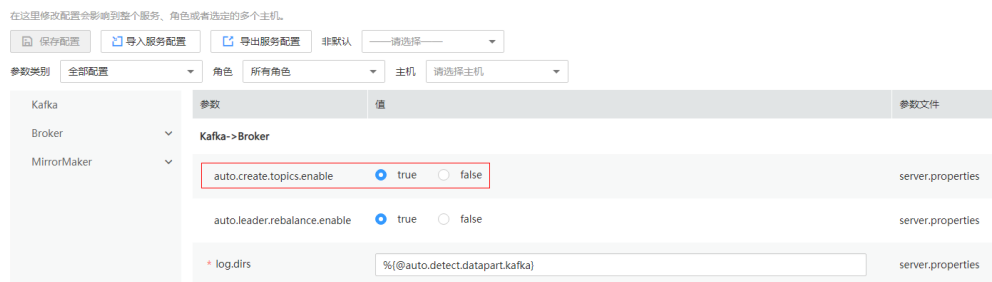 在这里修改配置会影响到整个服务、角色或者选定的多个主机。
保存配置 导入服务配置 导出服务配置 非默认 ——请选择——
参数类别 全部配置 角色 所有角色 主机 请选择主机
Kafka 参数 值 参数文件
Broker Kafka->Broker
MirrorMaker
auto.create.topics.enable true false server.properties
auto.leader.rebalance.enable true false server.properties
* log.dirs %{@auto.detect.datapart.kafka} server.properties